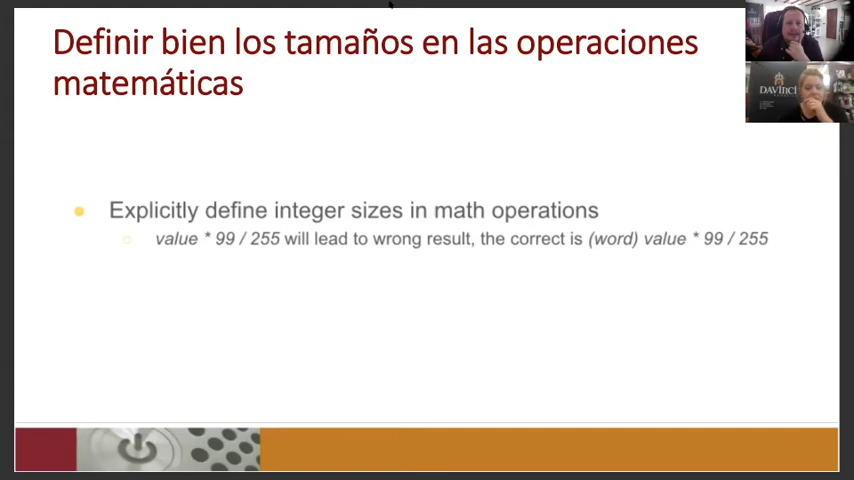 Definir bien los tamaños en las operaciones
matemáticas
Explicitly define integer sizes in math operations
value * 99 / 255 will lead to wrong result, the correct is (word) value * 99 / 255
DAVInCI